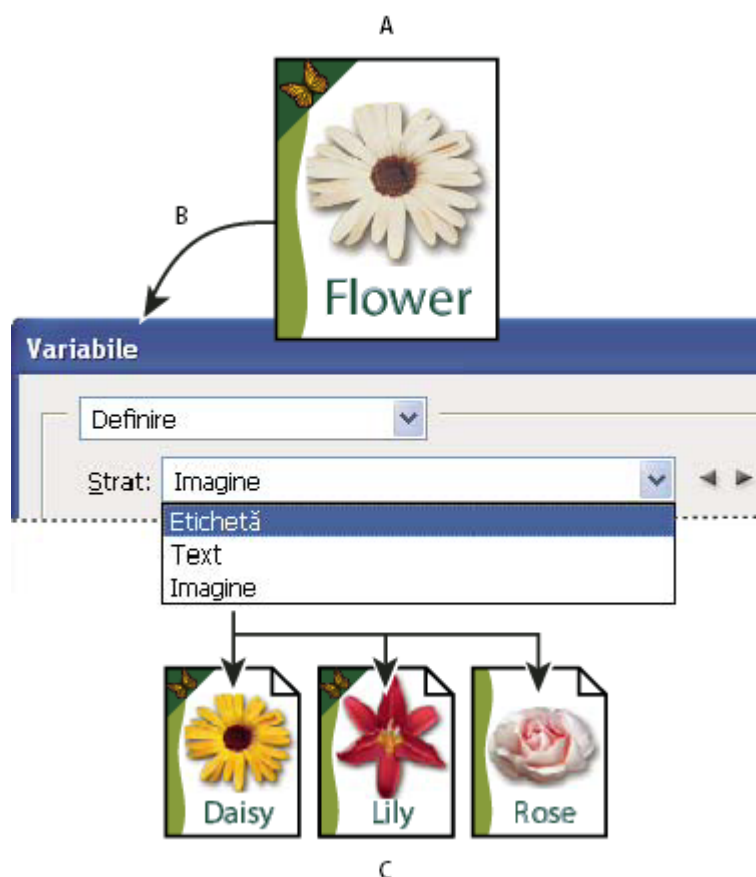 A
Flower
B
Variabile
Definire
Strat: Imagine
Etichetă
Text
Imagine
Daisy
Lily
Rose
C